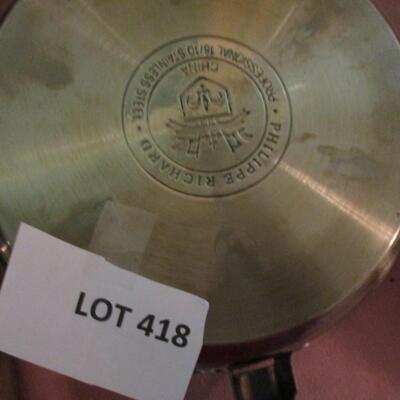 PHILIPPE RICHARD
PROFESSIONAL 18/10 STAINLESS STEEL
CHINA
LOT 418